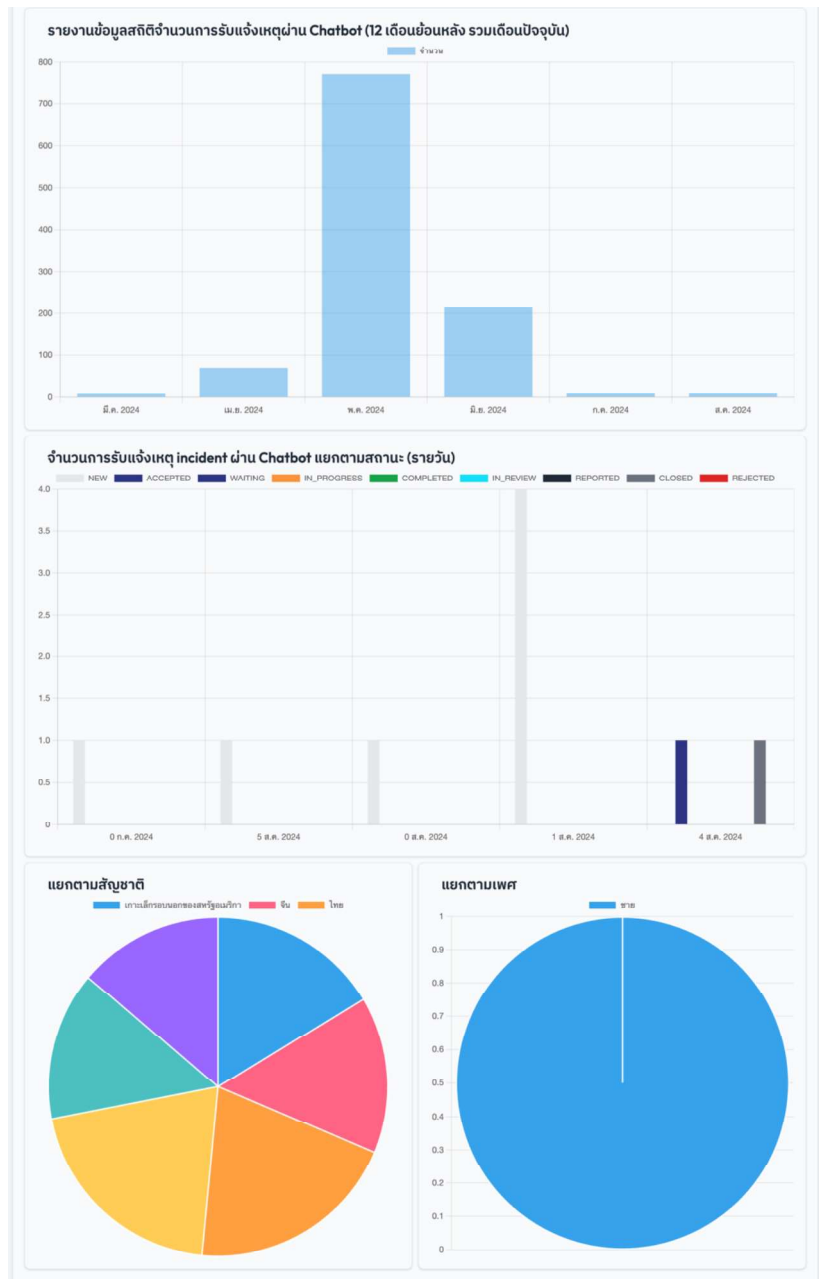 รายงานข้อมูลสถิติจำนวนการรับแจ้งเหตุผ่าน Chatbot (12 เดือนย้อนหลัง รวมเดือนปัจจุบัน)
จำนวน
800
700
600
500
400
300
200
100
0
มี.ค. 2024 เม.ย. 2024 พ.ค. 2024 มิ.ย. 2024 ก.ค. 2024 ส.ค. 2024
จำนวนการรับแจ้งเหตุ incident ผ่าน Chatbot แยกตามสถานะ (รายวัน)
NEW ACCEPTED WAITING IN_PROGRESS COMPLETED IN_REVIEW REPORTED CLOSED REJECTED
4.0
3.5
3.0
2.5
2.0
1.5
1.0
0.5
0
0 ก.ค. 2024 5 ส.ค. 2024 0 ส.ค. 2024 1 ส.ค. 2024 4 ส.ค. 2024
แยกตามสัญชาติ
เกาะเล็กรอบนอกของสหรัฐอเมริกา จีน ไทย
แยกตามเพศ
ชาย
1
0.9
0.8
0.7
0.6
0.5
0.4
0.3
0.2
0.1
0